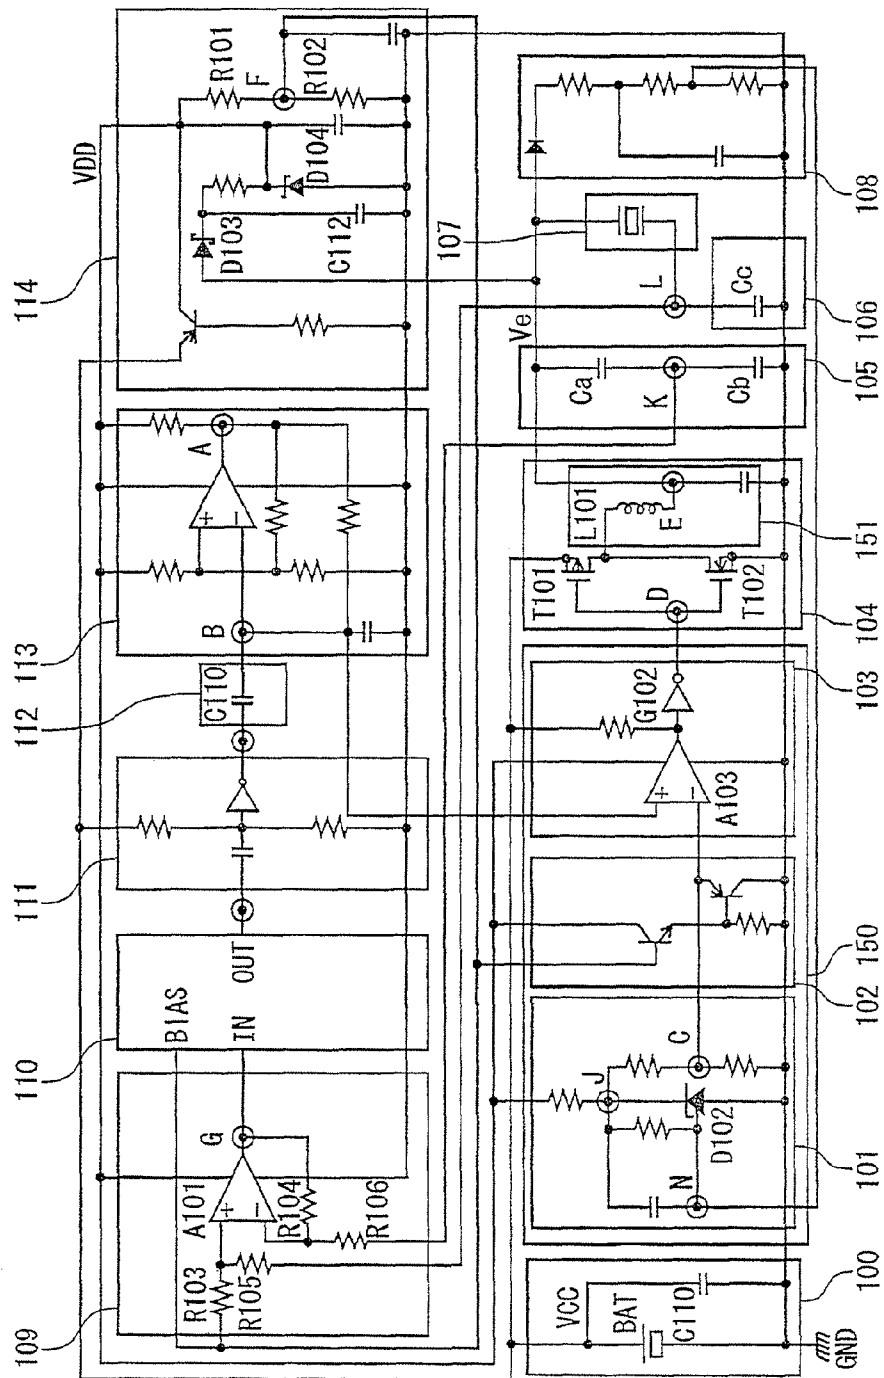 109
110
111
112
113
114
R103
R105
A101
+
−
R104
R106
G
BIAS
IN
OUT
C110
B
+
−
A
VDD
R101
F
R102
D103
D104
C112
100
VCC
BAT
C110
GND
101
N
J
C
D102
102
150
A103
+
−
G102
103
D
T101
T102
L101
E
151
104
Ve
Ca
K
Cb
105
L
Cc
106
107
108